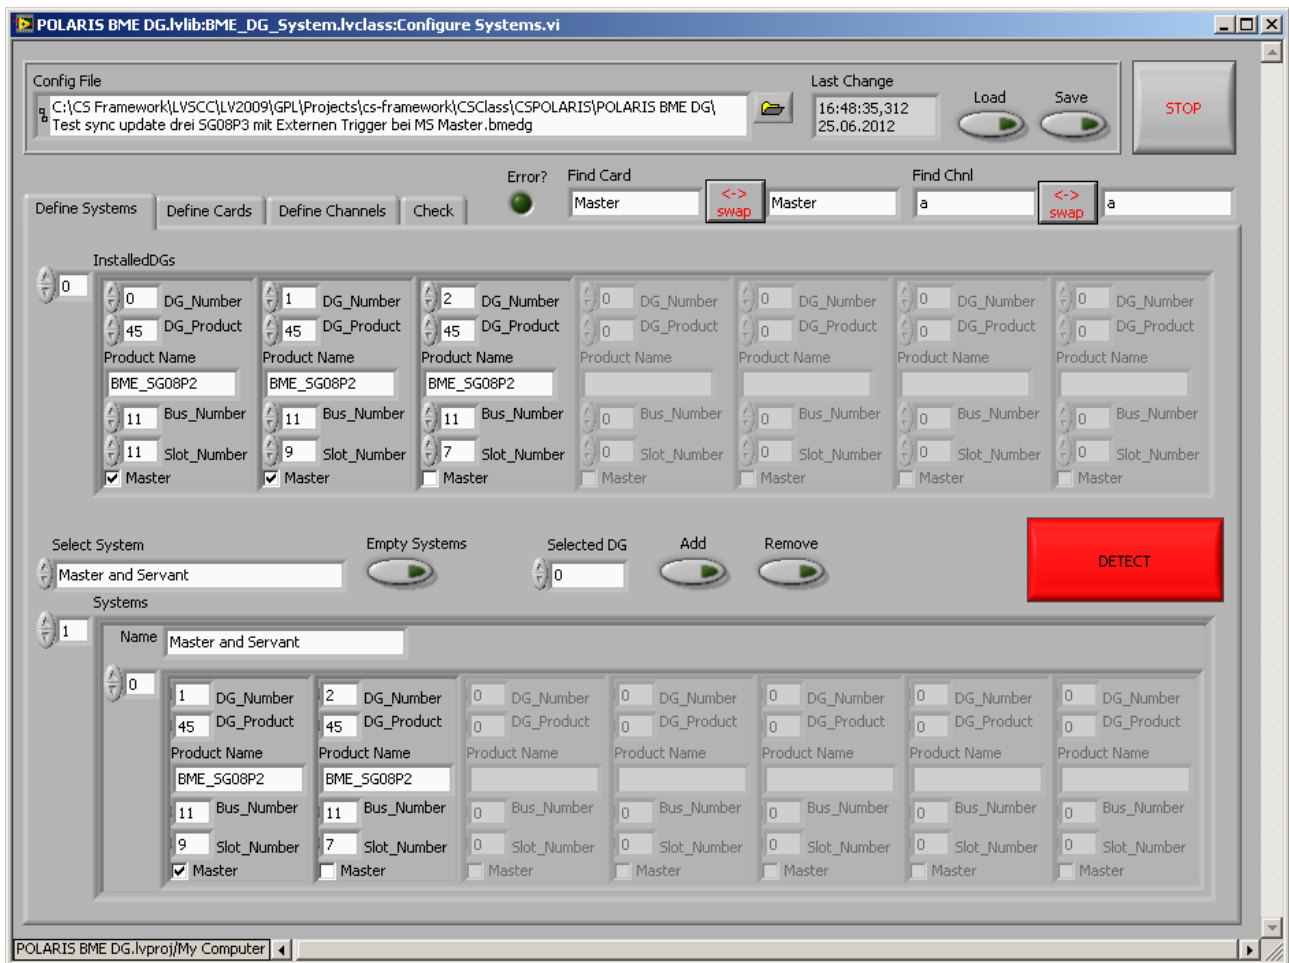 POLARIS BME DG.lvlib:BME_DG_System.lvclass:Configure Systems.vi
Config File
C:\CS Framework\LVSCC\LV2009\GPL\Projects\cs-framework\CSClass\CSPOLARIS\POLARIS BME DG\
Test sync update drei SG08P3 mit Externen Trigger bei MS Master.bmedg
Last Change
16:48:35,312
25.06.2012
Load
Save
STOP
Error?
Find Card
Master
<->
swap
Master
Find Chnl
a
<->
swap
a
Define Systems
Define Cards
Define Channels
Check
InstalledDGs
0
0 DG_Number 1 DG_Number 2 DG_Number 0 DG_Number 0 DG_Number 0 DG_Number 0 DG_Number
45 DG_Product 45 DG_Product 45 DG_Product 0 DG_Product 0 DG_Product 0 DG_Product 0 DG_Product
Product Name Product Name Product Name Product Name Product Name Product Name Product Name
BME_SG08P2 BME_SG08P2 BME_SG08P2
11 Bus_Number 11 Bus_Number 11 Bus_Number 0 Bus_Number 0 Bus_Number 0 Bus_Number 0 Bus_Number
11 Slot_Number 9 Slot_Number 7 Slot_Number 0 Slot_Number 0 Slot_Number 0 Slot_Number 0 Slot_Number
Master Master Master Master Master Master Master
Select System
Master and Servant
Empty Systems
Selected DG
0
Add
Remove
DETECT
Systems
1
Name Master and Servant
0
1 DG_Number 2 DG_Number 0 DG_Number 0 DG_Number 0 DG_Number 0 DG_Number 0 DG_Number
45 DG_Product 45 DG_Product 0 DG_Product 0 DG_Product 0 DG_Product 0 DG_Product 0 DG_Product
Product Name Product Name Product Name Product Name Product Name Product Name Product Name
BME_SG08P2 BME_SG08P2
11 Bus_Number 11 Bus_Number 0 Bus_Number 0 Bus_Number 0 Bus_Number 0 Bus_Number 0 Bus_Number
9 Slot_Number 7 Slot_Number 0 Slot_Number 0 Slot_Number 0 Slot_Number 0 Slot_Number 0 Slot_Number
Master Master Master Master Master Master Master
POLARIS BME DG.lvproj/My Computer